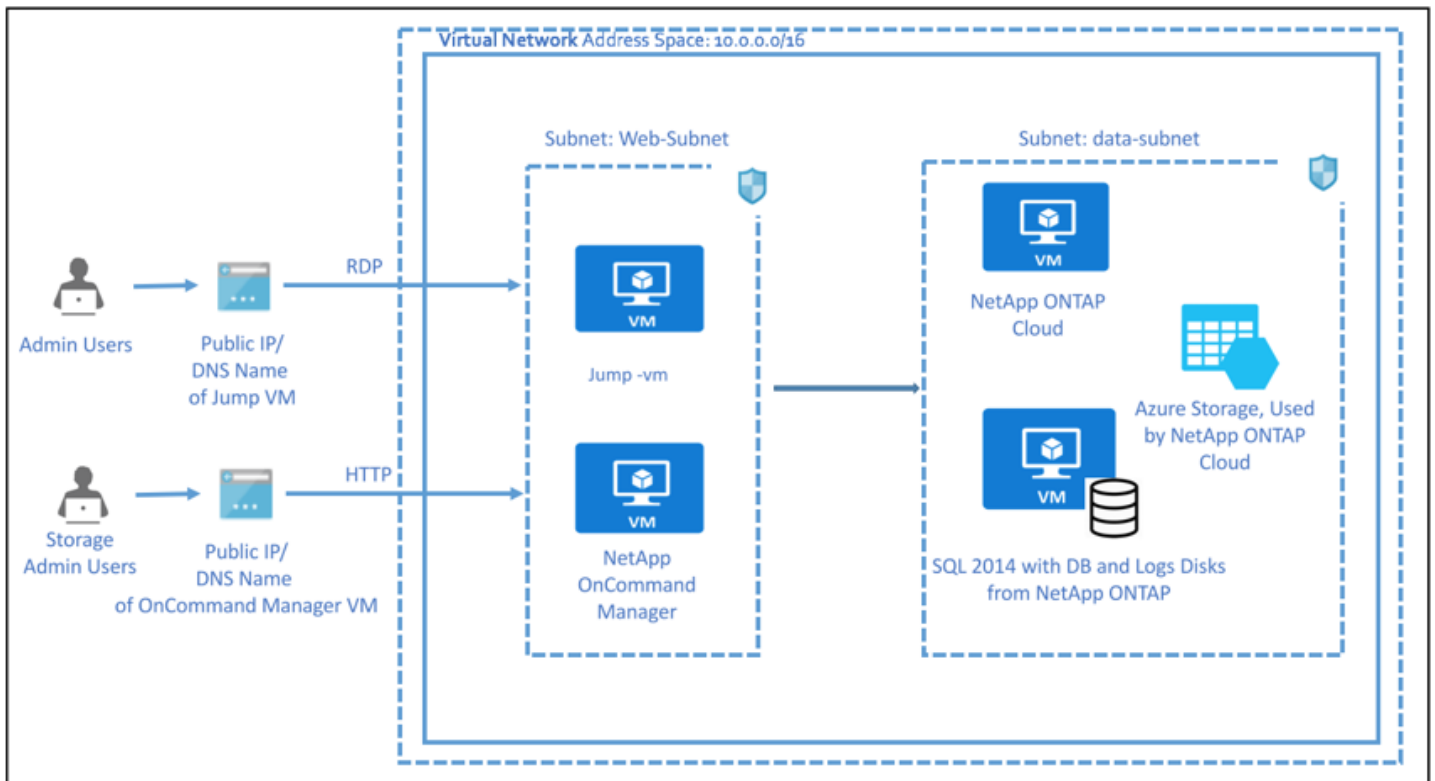 Virtual Network Address Space: 10.0.0.0/16
Subnet: Web-Subnet
Subnet: data-subnet
RDP
VM
VM
NetApp ONTAP
Cloud
Admin Users
Public IP/
DNS Name
of Jump VM
Jump -vm
Azure Storage, Used
by NetApp ONTAP
Cloud
HTTP
VM
VM
Storage
Admin Users
Public IP/
DNS Name
of OnCommand Manager VM
NetApp
OnCommand
Manager
SQL 2014 with DB and Logs Disks
from NetApp ONTAP